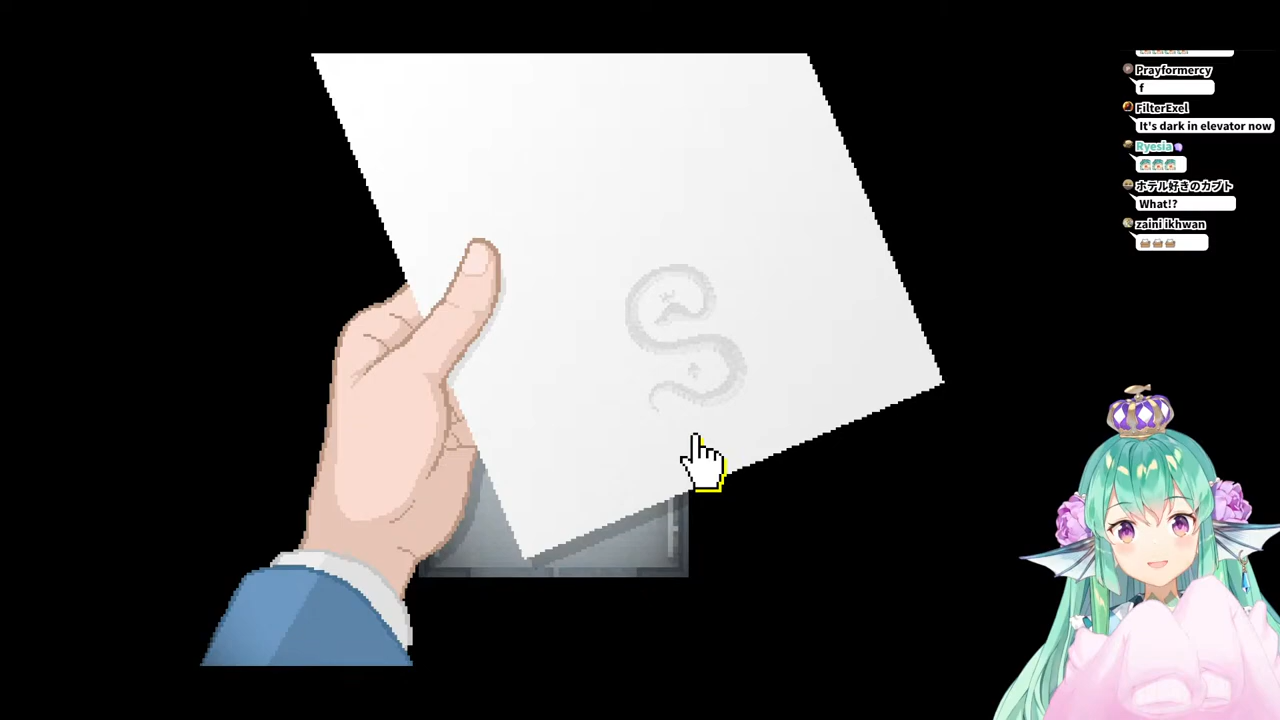 Prayformercy
f
FilterExel
It's dark in elevator now
Ryesia
ホテル好きのカブト
What!?
zaini ikhwan